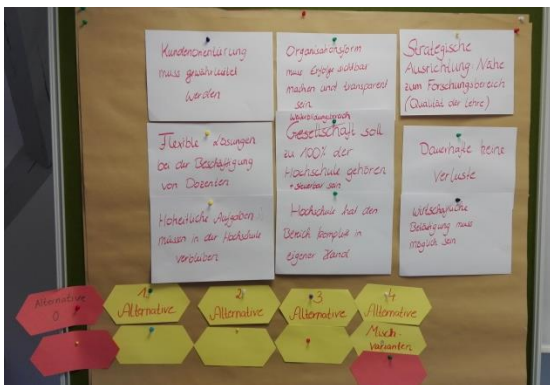 Kundenorientierung
muss gewährleistet
werden
Organisationsform
muss Erfolge sichtbar
machen und transparent
sein
Strategische
Ausrichtung: Nähe
zum Forschungsbereich
(Qualität der Lehre)
Flexible Lösungen
bei der Beschäftigung
von Dozenten
Weiterbildungsbereich
Gesellschaft soll
zu 100% der
Hochschule gehören
+ steuerbar sein
Dauerhafte keine
Verluste
Hoheitliche Aufgaben
müssen in der Hochschule
verbleiben
Hochschule hat den
Bereich komplett in
eigener Hand
Wirtschaftliche
Betätigung muss
möglich sein
Alternative
0
1
Alternative
2
Alternative
3
Alternative
4
Alternative
Misch-
varianten